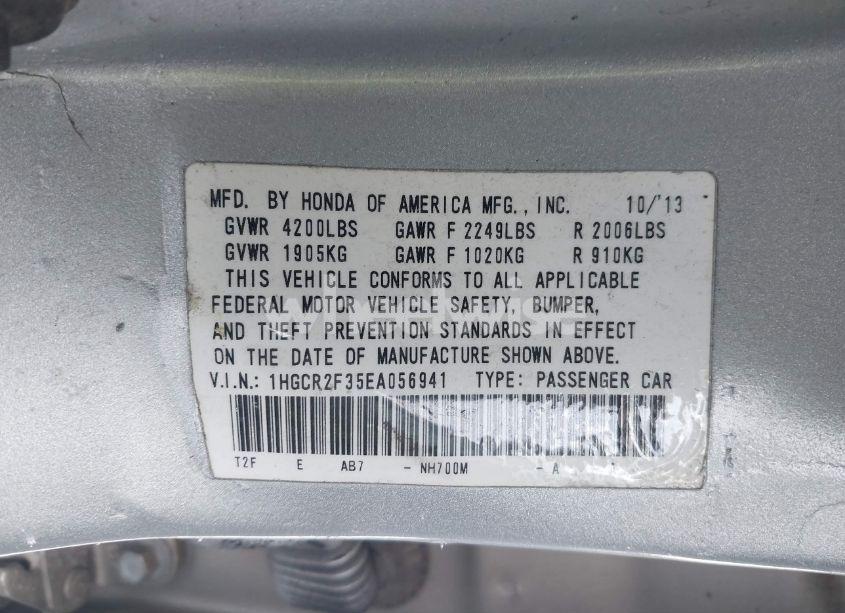 MFD. BY HONDA OF AMERICA MFG., INC. 10/'13
GVWR 4200LBS GAWR F 2249LBS R 2006LBS
GVWR 1905KG GAWR F 1020KG R 910KG
THIS VEHICLE CONFORMS TO ALL APPLICABLE
FEDERAL MOTOR VEHICLE SAFETY, BUMPER,
AND THEFT PREVENTION STANDARDS IN EFFECT
ON THE DATE OF MANUFACTURE SHOWN ABOVE.
V.I.N.: 1HGCR2F35EA056941 TYPE: PASSENGER CAR
T2F E AB7 - NH700M - A